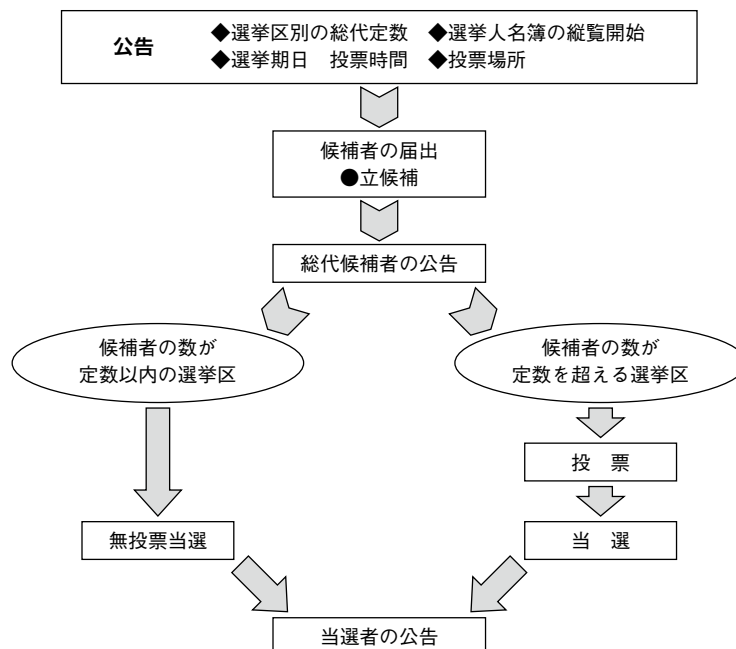 公告
◆選挙区別の総代定数　◆選挙人名簿の縦覧開始
◆選挙期日　投票時間　◆投票場所
候補者の届出
●立候補
総代候補者の公告
候補者の数が
定数以内の選挙区
候補者の数が
定数を超える選挙区
投　票
無投票当選
当　選
当選者の公告